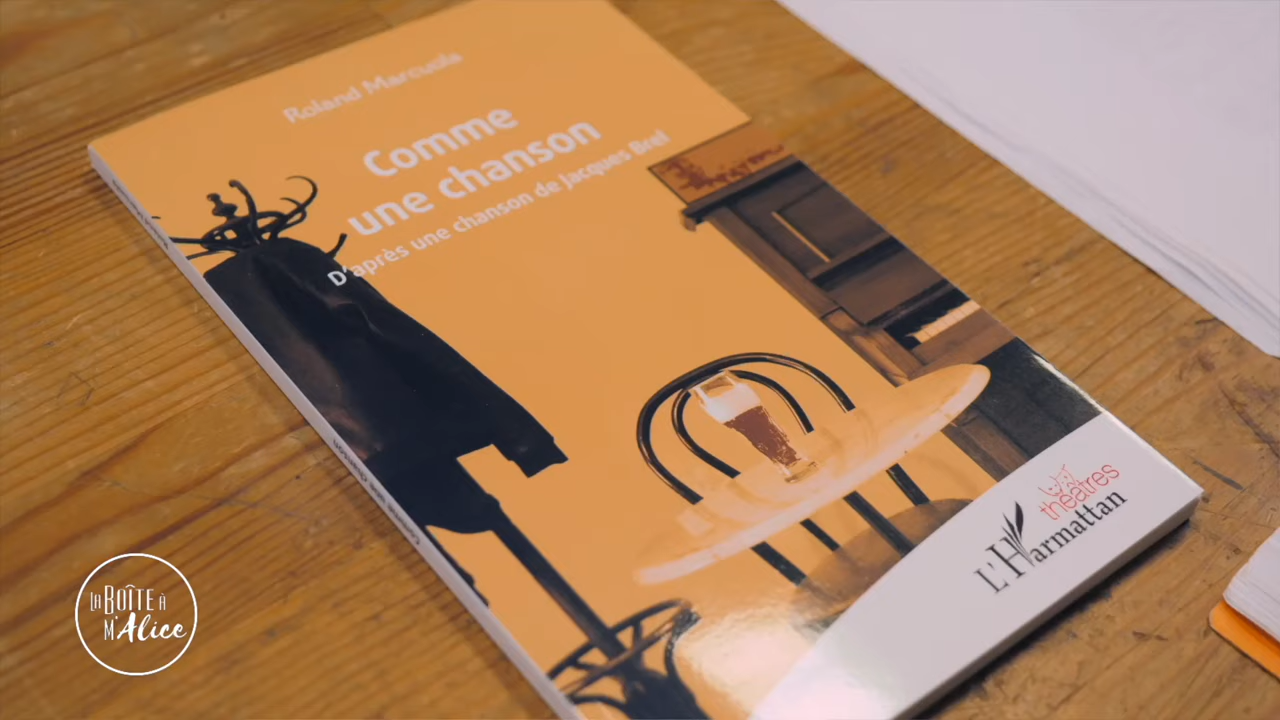 Roland Marcuola
Comme
une chanson
D'après une chanson de Jacques Brel
théâtres
L'Harmattan
LA BOÎTE À
M'Alice